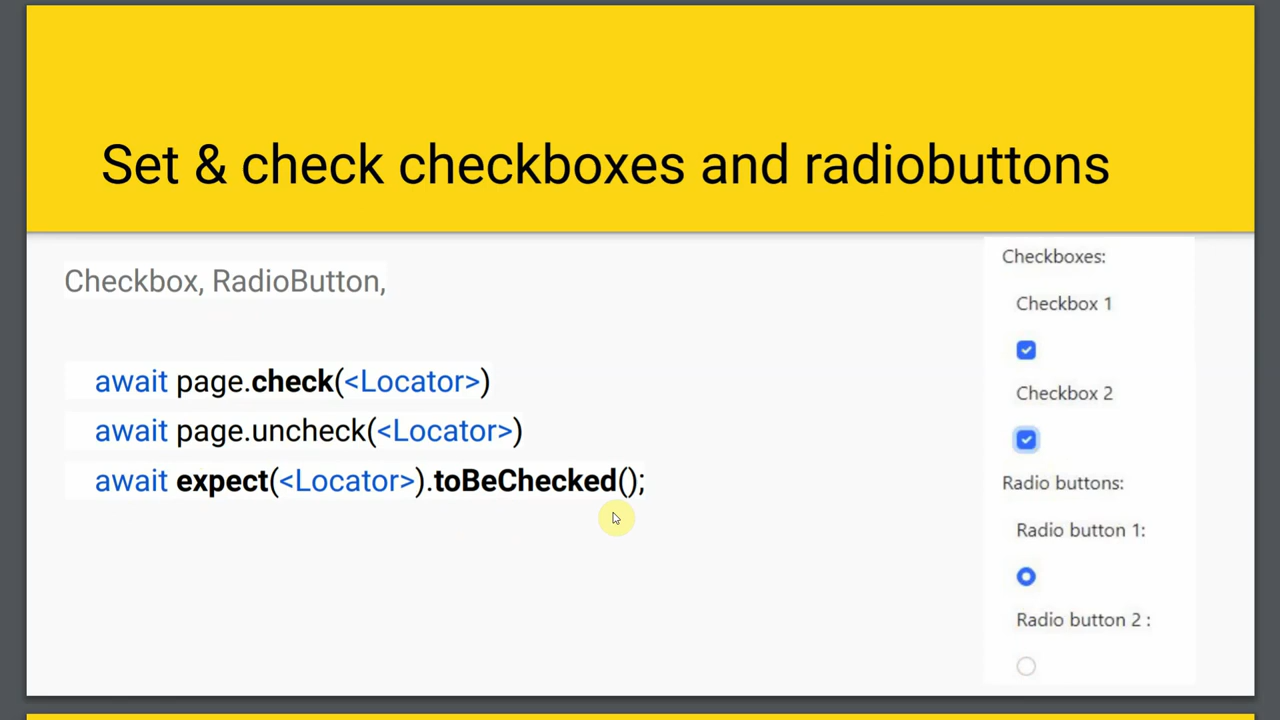 Set & check checkboxes and radiobuttons
Checkbox, RadioButton,
await page.check(<Locator>)
await page.uncheck(<Locator>)
await expect(<Locator>).toBeChecked();
Checkboxes:
Checkbox 1
Checkbox 2
Radio buttons:
Radio button 1:
Radio button 2 :